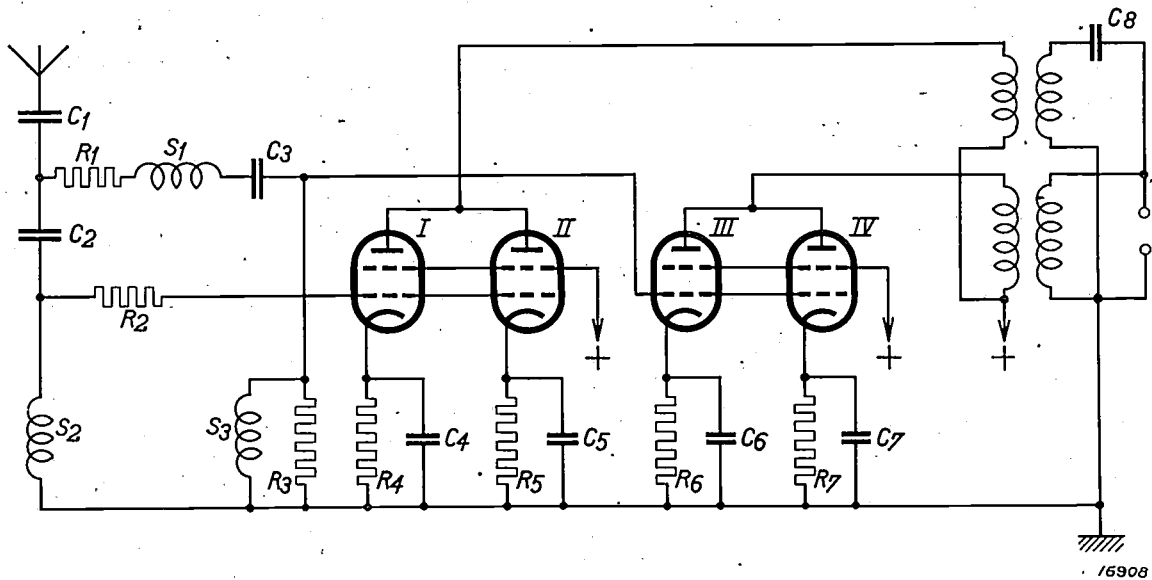 C8
C1
R1
S1
C3
C2
I
II
III
IV
R2
+
+
+
S2
S3
R3
R4
C4
R5
C5
R6
C6
R7
C7
16908